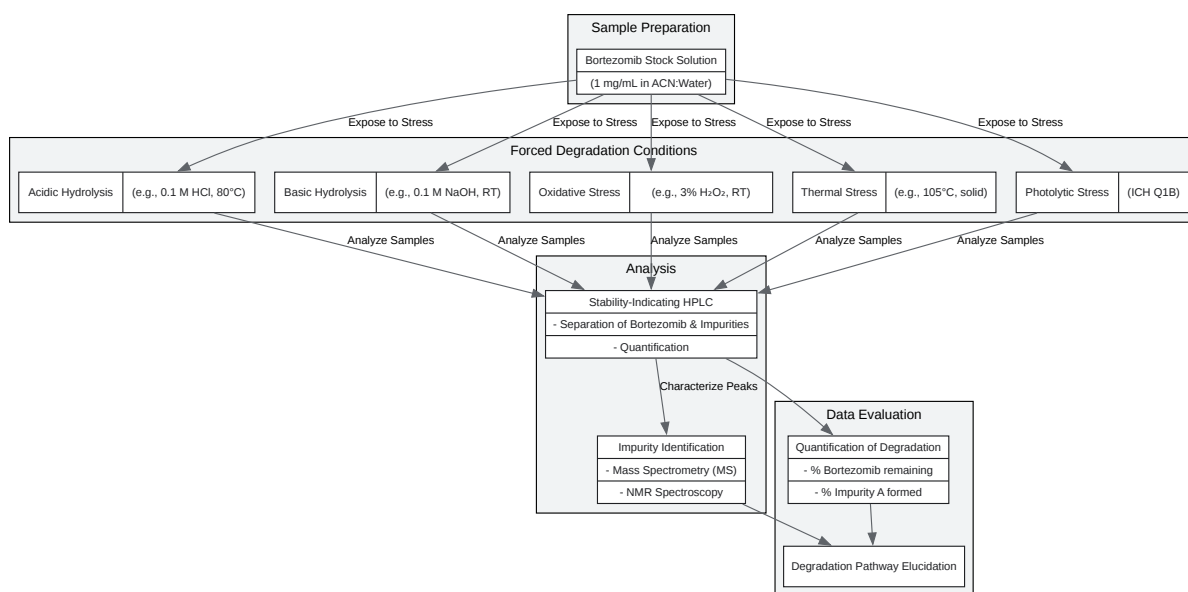 Sample Preparation
Bortezomib Stock Solution
(1 mg/mL in ACN:Water)
Expose to Stress
Expose to Stress
Expose to Stress
Expose to Stress
Expose to Stress
Forced Degradation Conditions
Acidic Hydrolysis
(e.g., 0.1 M HCl, 80°C)
Basic Hydrolysis
(e.g., 0.1 M NaOH, RT)
Oxidative Stress
(e.g., 3% H₂O₂, RT)
Thermal Stress
(e.g., 105°C, solid)
Photolytic Stress
(ICH Q1B)
Analyze Samples
Analyze Samples
Analyze Samples
Analyze Samples
Analyze Samples
Analysis
Stability-Indicating HPLC
- Separation of Bortezomib & Impurities
- Quantification
Characterize Peaks
Impurity Identification
- Mass Spectrometry (MS)
- NMR Spectroscopy
Data Evaluation
Quantification of Degradation
- % Bortezomib remaining
- % Impurity A formed
Degradation Pathway Elucidation